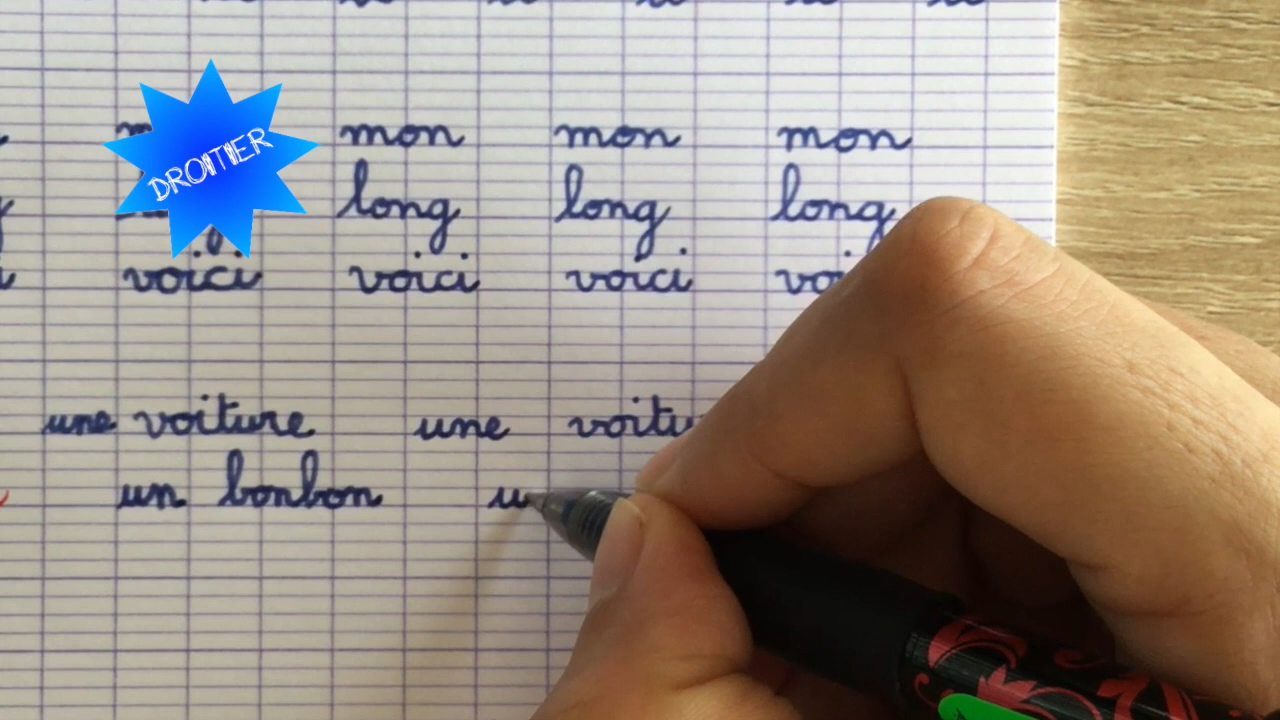 DROITIER
mon mon mon
long long long
voici voici voici
une voiture une
un bonbon